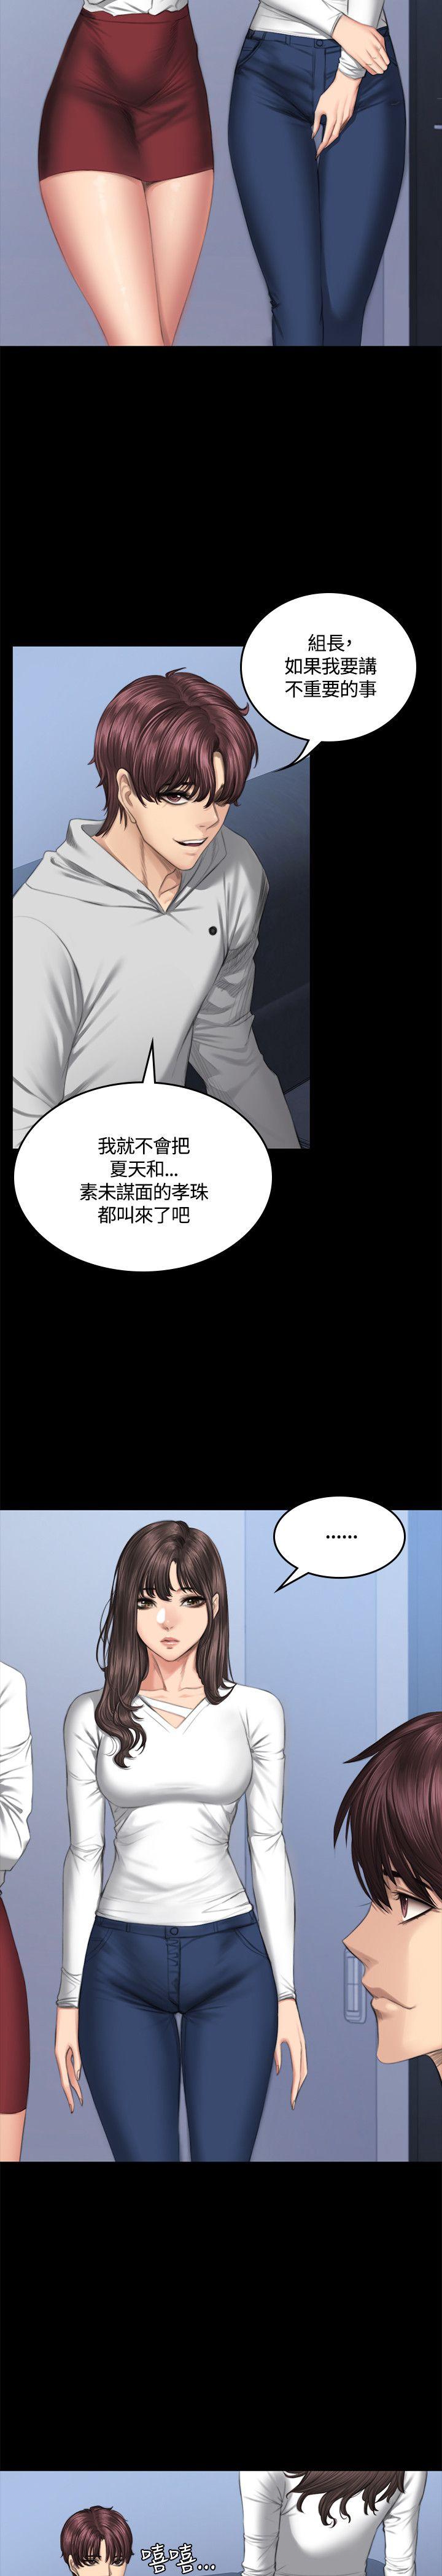 組長，
如果我要講
不重要的事
我就不會把
夏天和...
素未謀面的孝珠
都叫來了吧
......
嘻嘻...